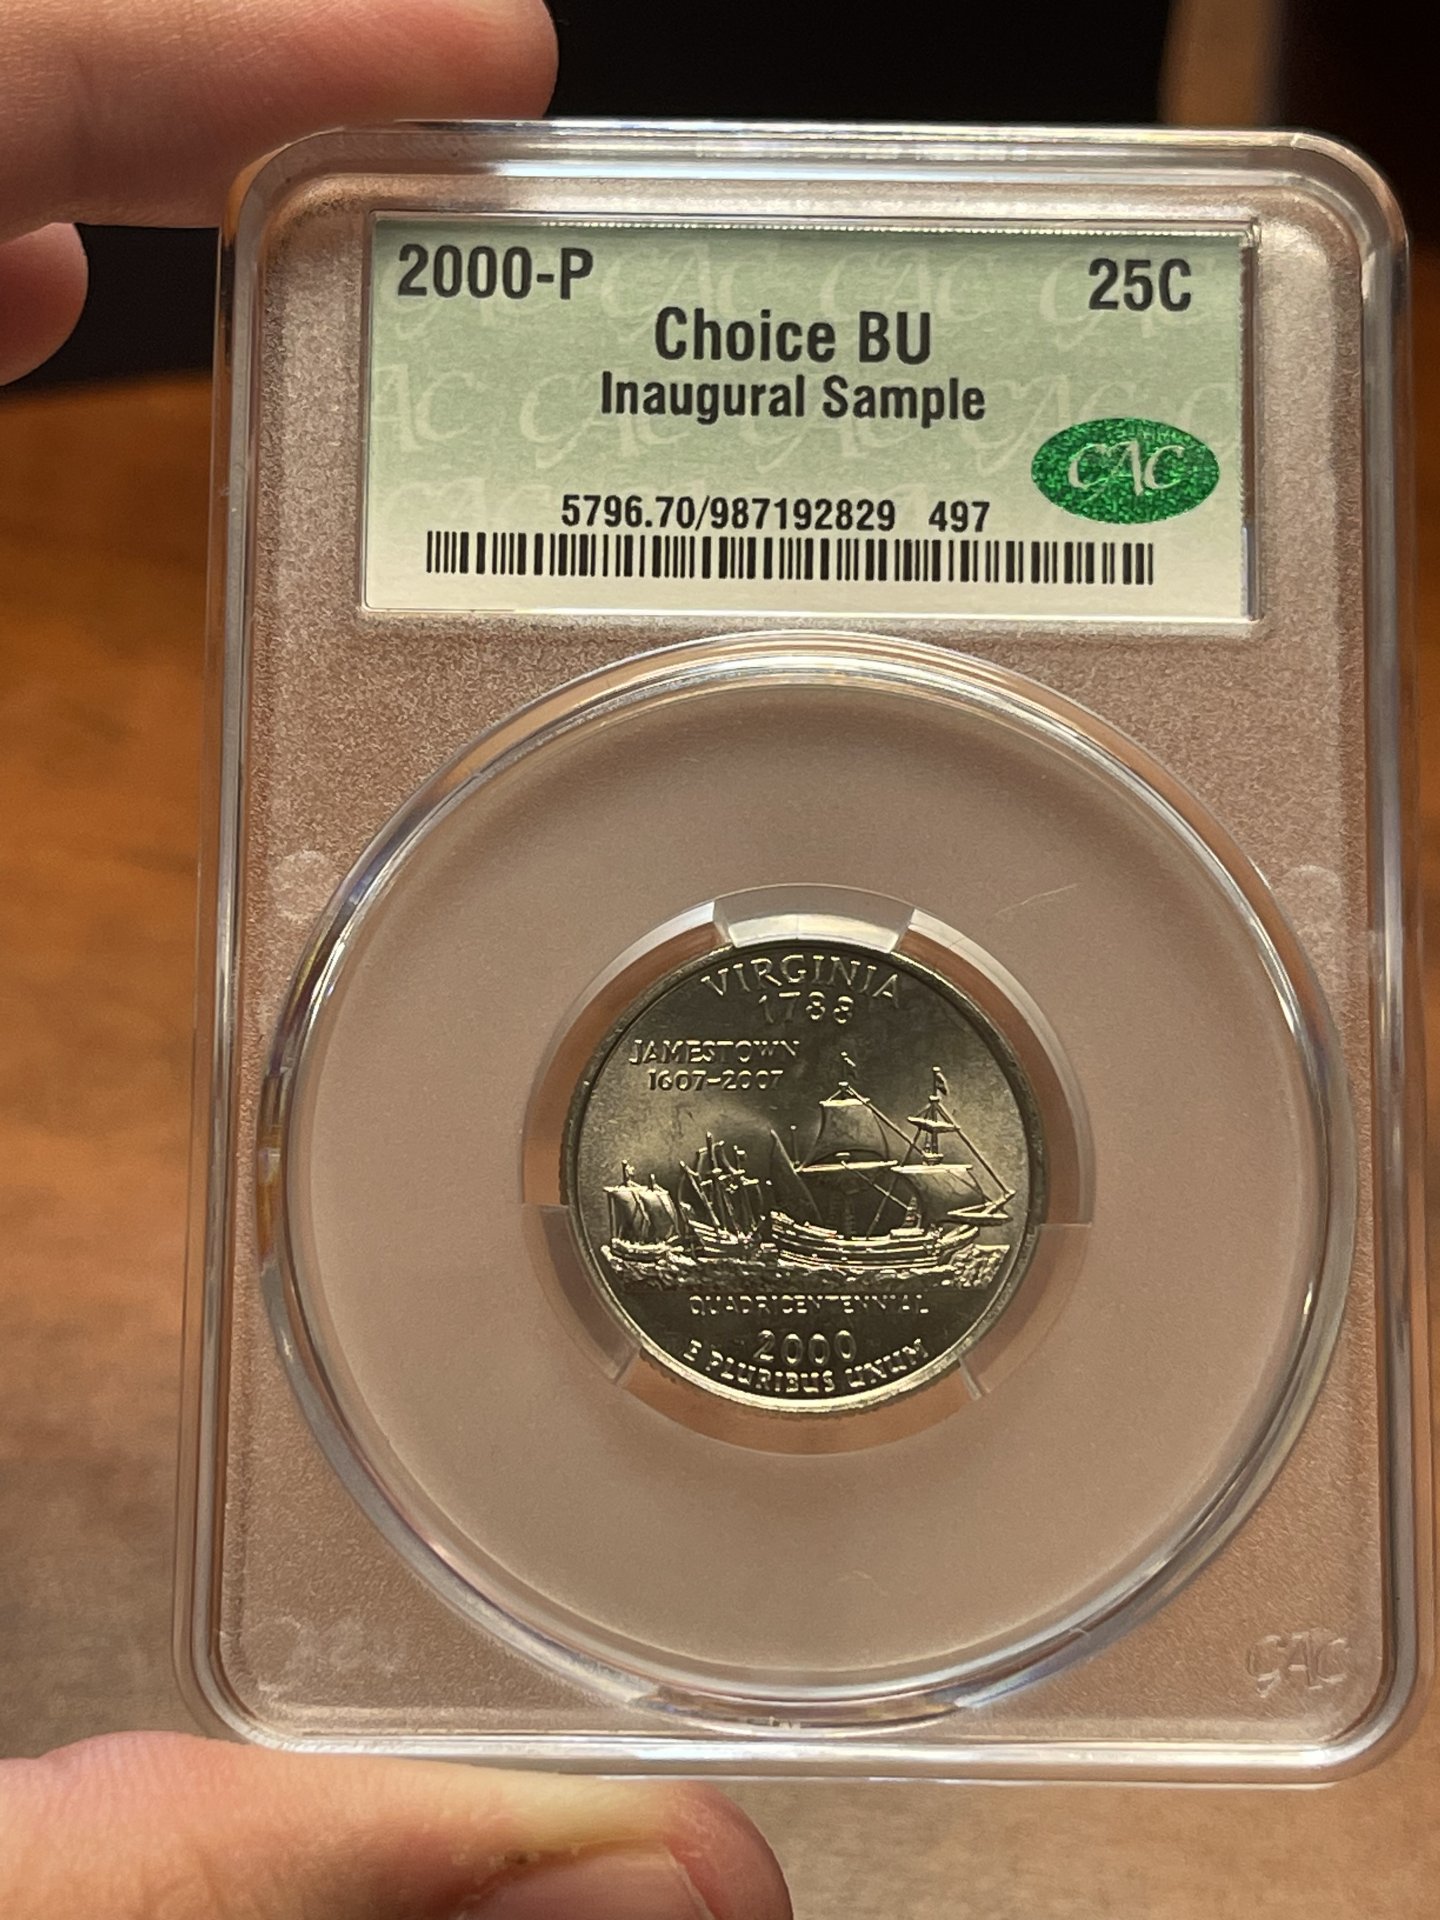 2000-P 25C
Choice BU
Inaugural Sample
CAC
5796.70/987192829 497
VIRGINIA
1788
JAMESTOWN
1607-2007
QUADRICENTENNIAL
2000
E PLURIBUS UNUM
CAC